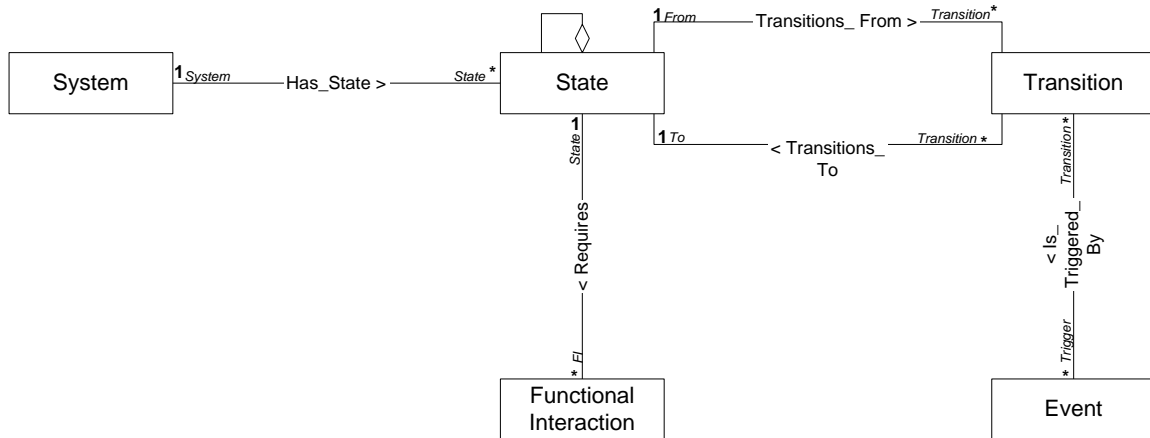 1 From
Transitions_ From >
Transition *
System
1 System
Has_State >
State *
State
Transition
1 To
< Transitions_
To
Transition *
State 1
< Requires
* FI
Functional
Interaction
Transition *
< Is_
Triggered_
By
* Trigger
Event